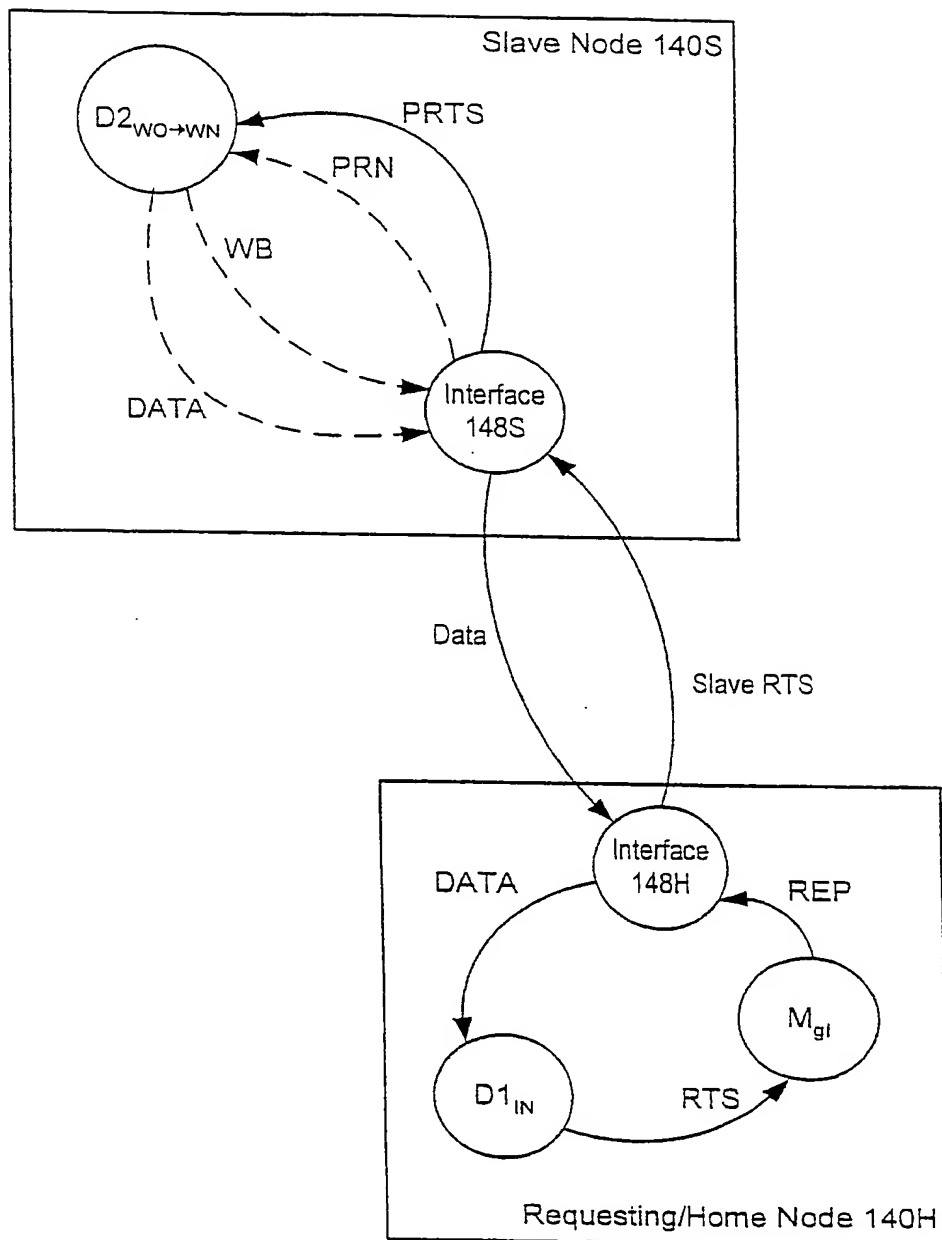 Slave Node 140S
D2WO→WN
PRTS
PRN
WB
DATA
Interface
148S
Data
Slave RTS
Interface
148H
DATA
REP
Mgl
D1IN
RTS
Requesting/Home Node 140H